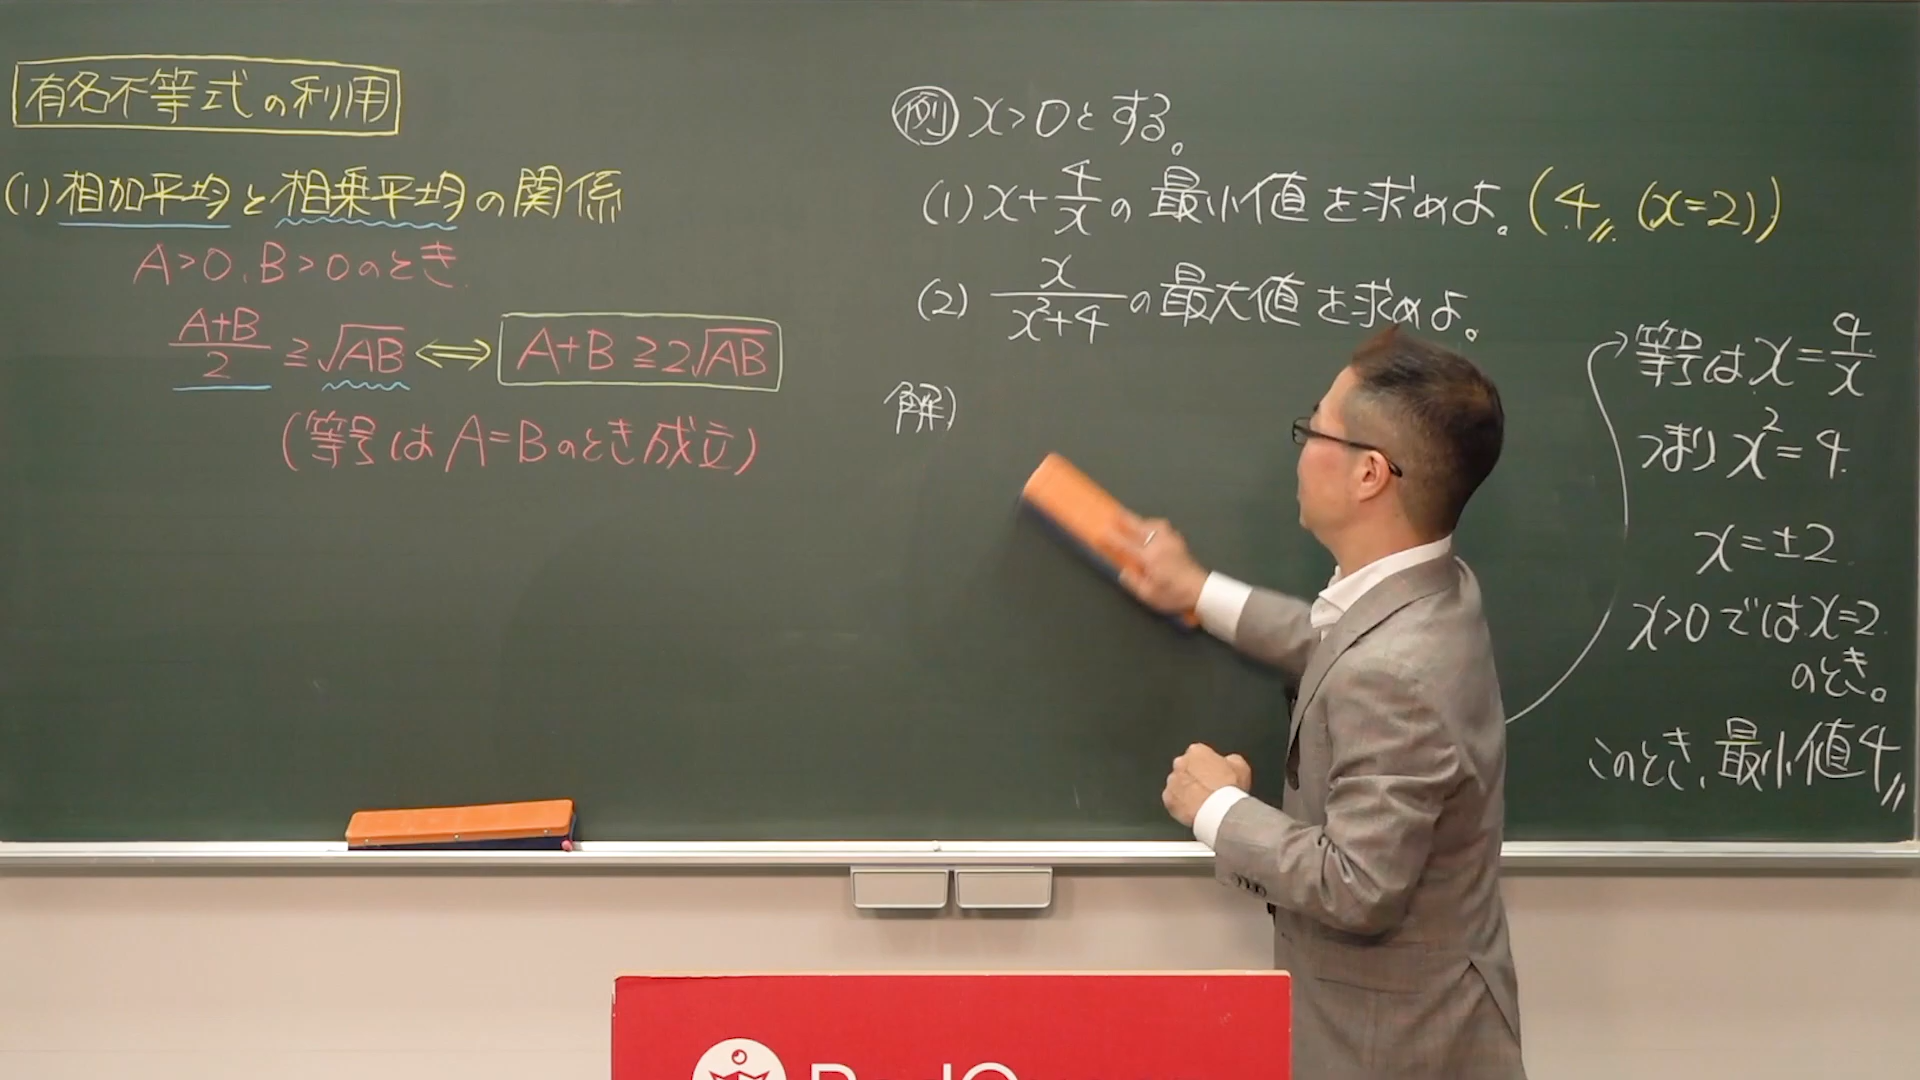 有名不等式の利用
(1)相加平均と相乗平均の関係
A>0、B>0のとき
A+B/2 ≧ √AB ⟺ A+B ≧ 2√AB
(等号は A=Bのとき成立)
例 x>0とする。
(1) x+4/xの最小値を求めよ。(4 (x=2))
(2) x/x²+4の最大値を求めよ。
解)
等号は x=4/x
つまり x²=4
x=±2
x>0では x=2
のとき。
このとき、最小値4